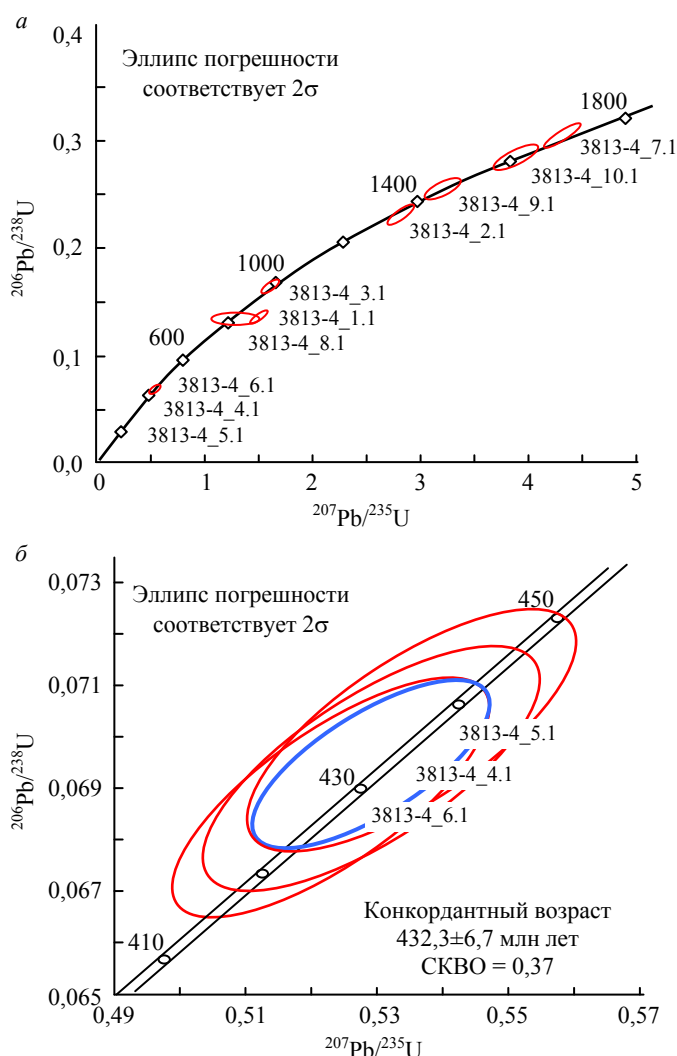 а
0,4
Эллипс погрешности
соответствует 2σ
1800
0,3
3813-4_7.1
3813-4_10.1
1400
3813-4_9.1
3813-4_2.1
0,2
1000
3813-4_3.1
3813-4_1.1
3813-4_8.1
0,1
600
3813-4_6.1
3813-4_4.1
3813-4_5.1
0,0
0 1 2 3 4 5
206Pb/238U
207Pb/235U
б
0,073
Эллипс погрешности
соответствует 2σ
450
0,071
3813-4_5.1
3813-4_4.1
430
0,069
3813-4_6.1
0,067
Конкордантный возраст
432,3±6,7 млн лет
СКВО = 0,37
410
0,065
0,49 0,51 0,53 0,55 0,57
206Pb/238U
207Pb/235U